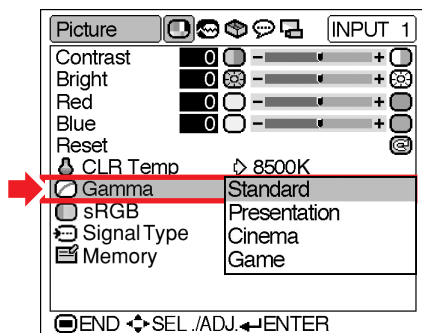 Picture INPUT 1
Contrast 0 - +
Bright 0 - +
Red 0 - +
Blue 0 - +
Reset
CLR Temp 8500K
Gamma Standard
sRGB Presentation
Signal Type Cinema
Memory Game
END SEL./ADJ. ENTER